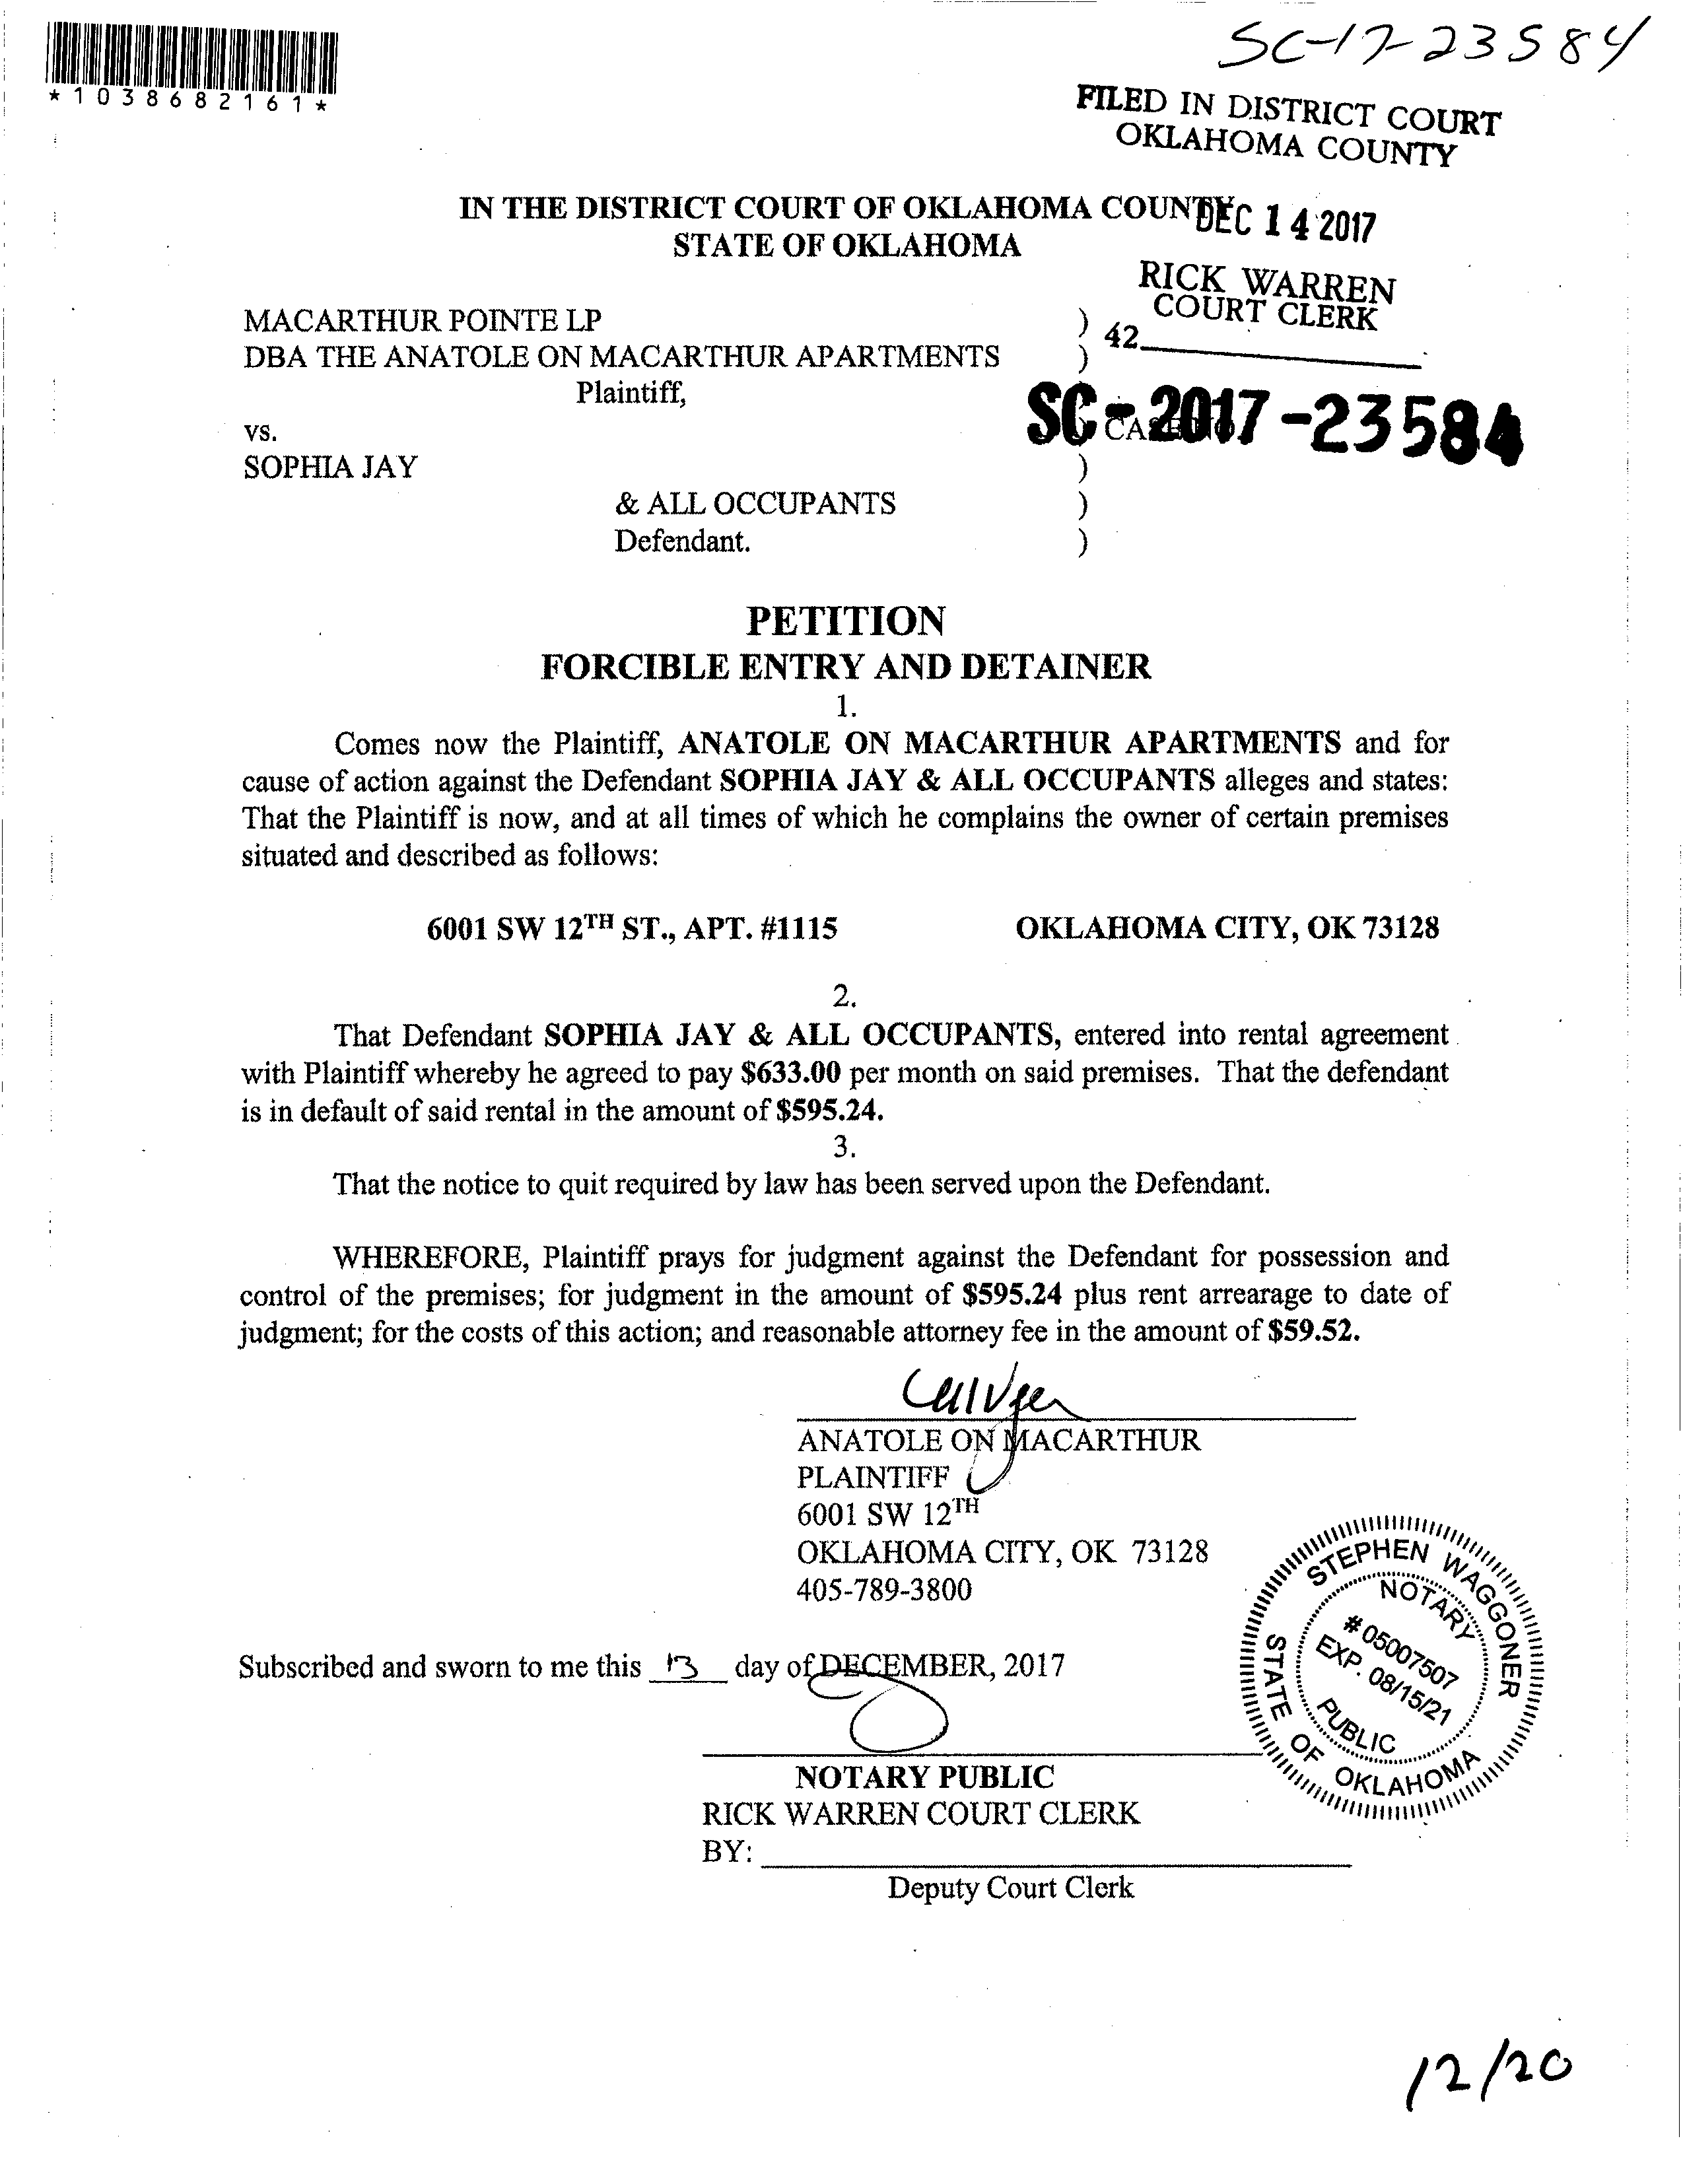 SC-17-23584
*1038682161*
FILED IN DISTRICT COURT
OKLAHOMA COUNTY
IN THE DISTRICT COURT OF OKLAHOMA COUNTY
DEC 14 2017
STATE OF OKLAHOMA
RICK WARREN
COURT CLERK
42
MACARTHUR POINTE LP )
DBA THE ANATOLE ON MACARTHUR APARTMENTS )
Plaintiff,
SC-2017-23584
vs.
SOPHIA JAY )
& ALL OCCUPANTS )
Defendant. )
PETITION
FORCIBLE ENTRY AND DETAINER
1.
Comes now the Plaintiff, ANATOLE ON MACARTHUR APARTMENTS and for
cause of action against the Defendant SOPHIA JAY & ALL OCCUPANTS alleges and states:
That the Plaintiff is now, and at all times of which he complains the owner of certain premises
situated and described as follows:
6001 SW 12TH ST., APT. #1115 OKLAHOMA CITY, OK 73128
2.
That Defendant SOPHIA JAY & ALL OCCUPANTS, entered into rental agreement
with Plaintiff whereby he agreed to pay $633.00 per month on said premises. That the defendant
is in default of said rental in the amount of $595.24.
3.
That the notice to quit required by law has been served upon the Defendant.
WHEREFORE, Plaintiff prays for judgment against the Defendant for possession and
control of the premises; for judgment in the amount of $595.24 plus rent arrearage to date of
judgment; for the costs of this action; and reasonable attorney fee in the amount of $59.52.
ANATOLE ON MACARTHUR
PLAINTIFF
6001 SW 12TH
OKLAHOMA CITY, OK 73128
405-789-3800
STEPHEN WAGGONER
NOTARY
# 05007507
EXP. 08/15/21
PUBLIC
STATE OF OKLAHOMA
Subscribed and sworn to me this 13 day of DECEMBER, 2017
NOTARY PUBLIC
RICK WARREN COURT CLERK
BY:
Deputy Court Clerk
12/20